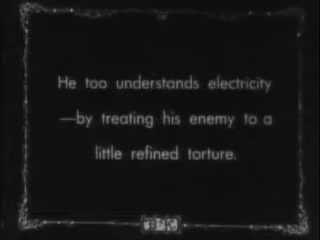 He too understands electricity
—by treating his enemy to a
little refined torture.